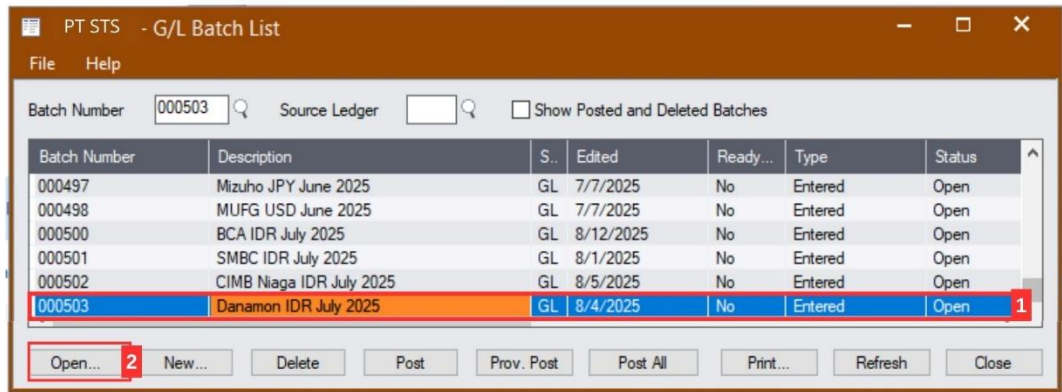 PT STS - G/L Batch List
File Help
Batch Number 000503 Source Ledger Show Posted and Deleted Batches
Batch Number Description S.. Edited Ready... Type Status
000497 Mizuho JPY June 2025 GL 7/7/2025 No Entered Open
000498 MUFG USD June 2025 GL 7/7/2025 No Entered Open
000500 BCA IDR July 2025 GL 8/12/2025 No Entered Open
000501 SMBC IDR July 2025 GL 8/1/2025 No Entered Open
000502 CIMB Niaga IDR July 2025 GL 8/5/2025 No Entered Open
000503 Danamon IDR July 2025 GL 8/4/2025 No Entered Open 1
Open... 2 New... Delete Post Prov. Post Post All Print... Refresh Close